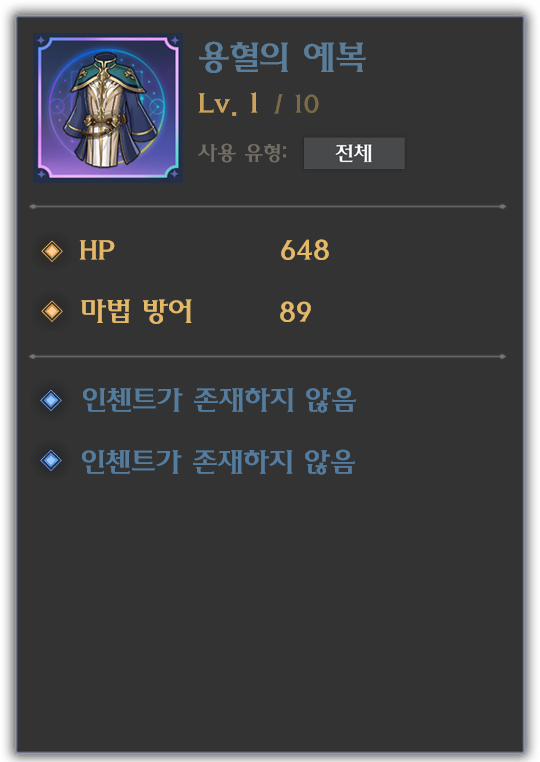 용혈의 예복
Lv. 1 / 10
사용 유형: 전체
HP 648
마법 방어 89
인첸트가 존재하지 않음
인첸트가 존재하지 않음